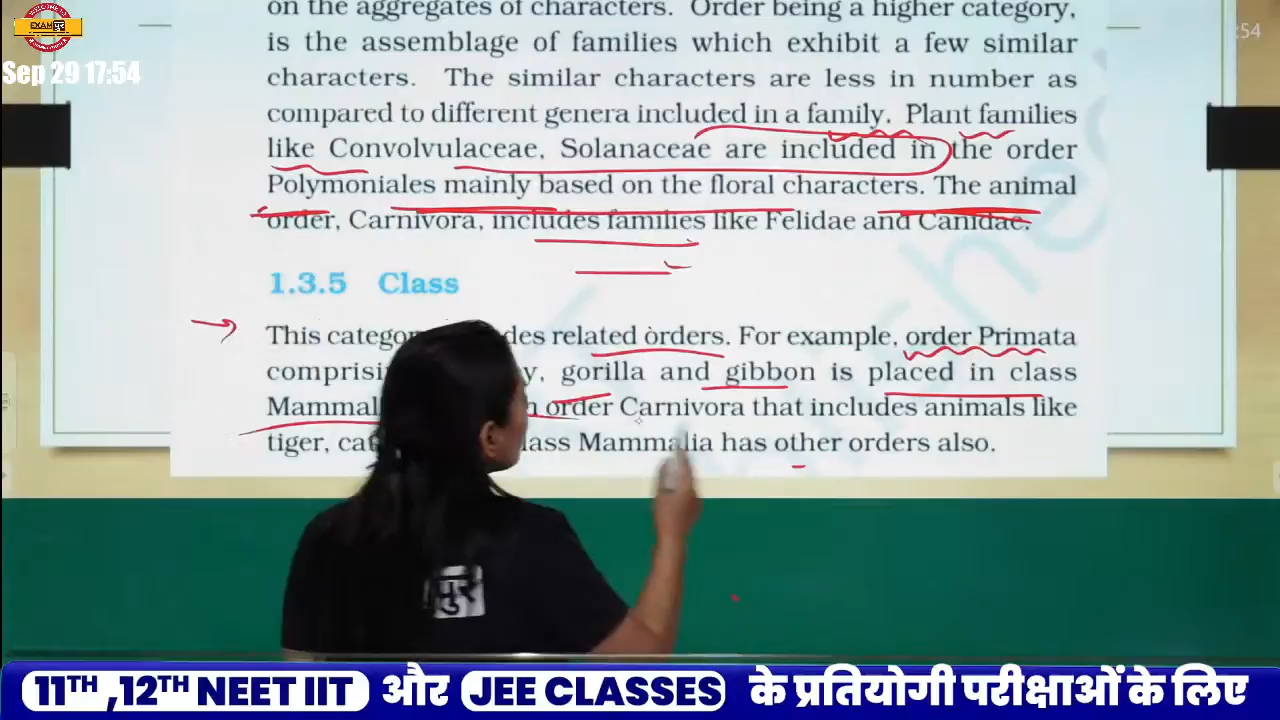 on the aggregates of characters. Order being a higher category,
EXAM पुर
:54
is the assemblage of families which exhibit a few similar
Sep 29 17:54
characters. The similar characters are less in number as
compared to different genera included in a family. Plant families
like Convolvulaceae, Solanaceae are included in the order
Polymoniales mainly based on the floral characters. The animal
order, Carnivora, includes families like Felidae and Canidae.
1.3.5 Class
This des related orders. For example, order Primata
gorilla and gibbon is placed in class
order Carnivora that includes animals like
tiger, Mammalia has other orders also.
पुर
11TH ,12TH NEET IIT और JEE CLASSES के प्रतियोगी परीक्षाओं के लिए